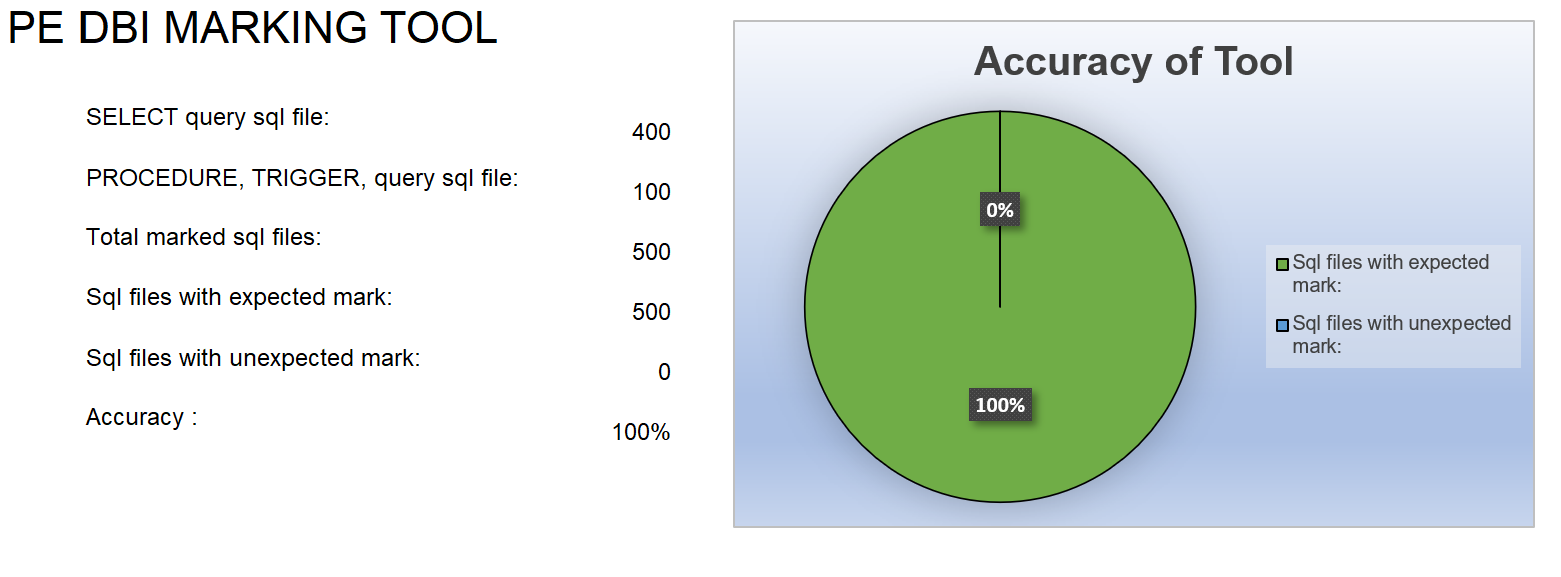 PE DBI MARKING TOOL
SELECT query sql file:
400
PROCEDURE, TRIGGER, query sql file:
100
Total marked sql files:
500
Sql files with expected mark:
500
Sql files with unexpected mark:
0
Accuracy :
100%
Accuracy of Tool
0%
100%
Sql files with expected
mark:
Sql files with unexpected
mark: